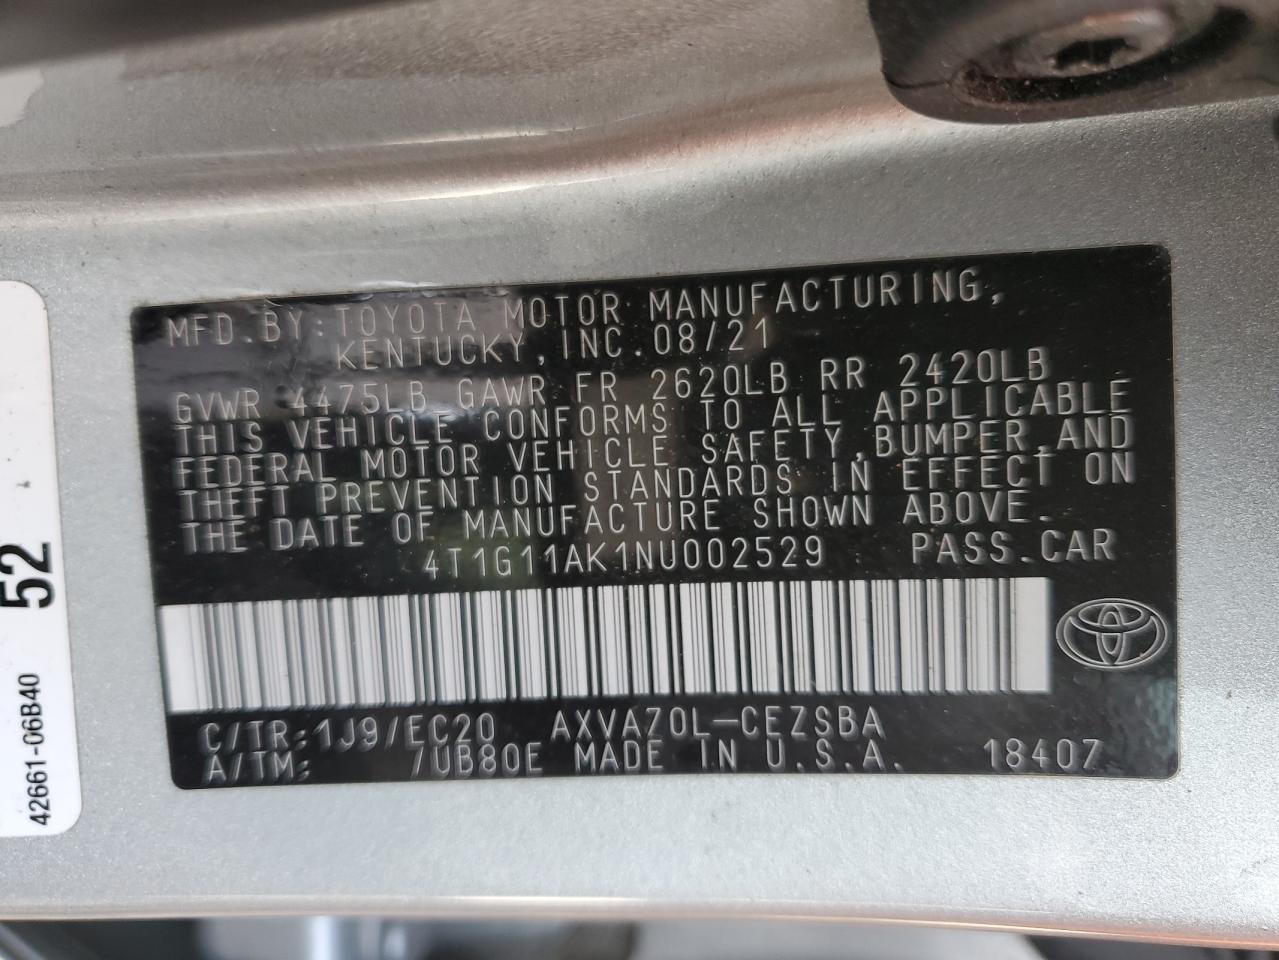 MFD.BY:TOYOTA MOTOR MANUFACTURING,
KENTUCKY,INC.08/21
GVWR 4475LB GAWR FR 2620LB RR 2420LB
THIS VEHICLE CONFORMS TO ALL APPLICABLE
FEDERAL MOTOR VEHICLE SAFETY,BUMPER,AND
THEFT PREVENTION STANDARDS IN EFFECT ON
THE DATE OF MANUFACTURE SHOWN ABOVE.
4T1G11AK1NU002529 PASS.CAR
C/TR:1J9/EC20 AXVA70L-CEZSBA
A/TM: /UB80E MADE IN U.S.A. 18407
52
42661-06B40